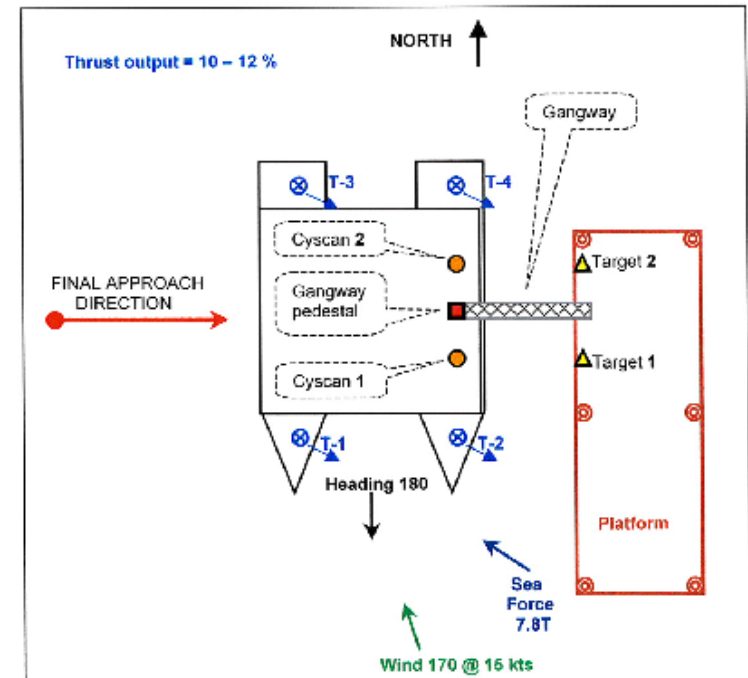 NORTH
Thrust output = 10 – 12 %
Gangway
T-3
T-4
Cyscan 2
Target 2
FINAL APPROACH
DIRECTION
Gangway
pedestal
Target 1
Cyscan 1
T-1
T-2
Heading 180
Platform
Sea
Force
7.8T
Wind 170 @ 15 kts